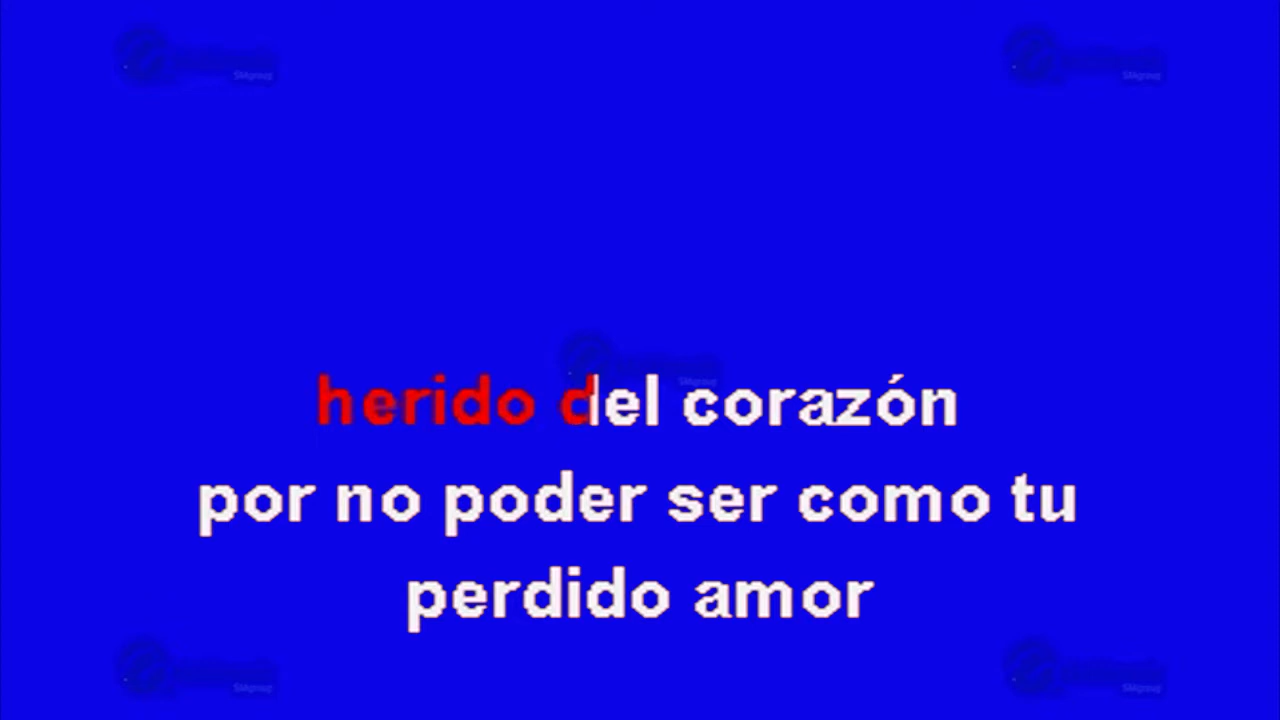 herido del corazón
por no poder ser como tu
perdido amor